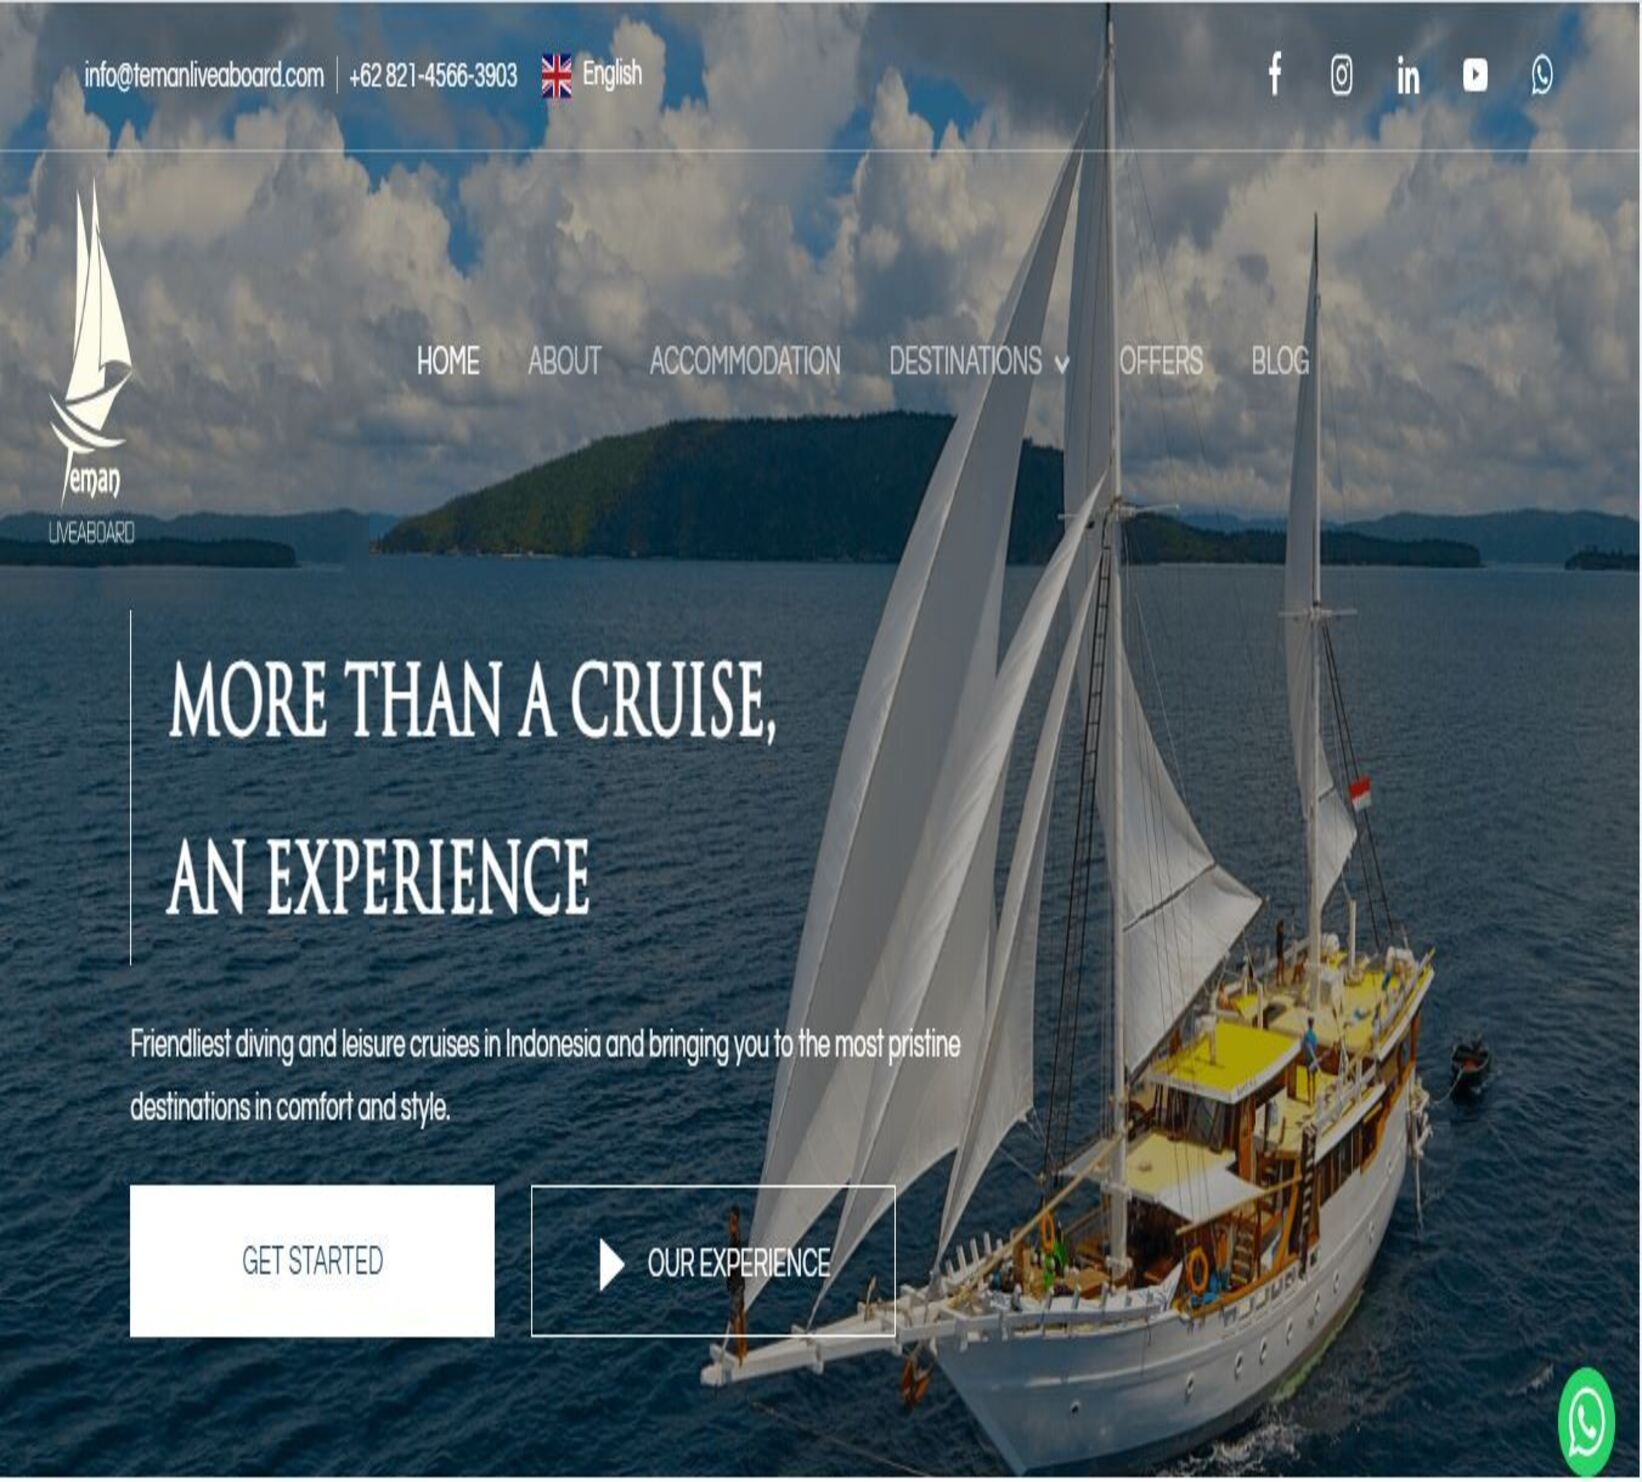 info@temanliveaboard.com +62 821-4566-3903 English
HOME ABOUT ACCOMMODATION DESTINATIONS OFFERS BLOG
Teman
LIVEABOARD
MORE THAN A CRUISE,
AN EXPERIENCE
Friendliest diving and leisure cruises in Indonesia and bringing you to the most pristine
destinations in comfort and style.
GET STARTED OUR EXPERIENCE